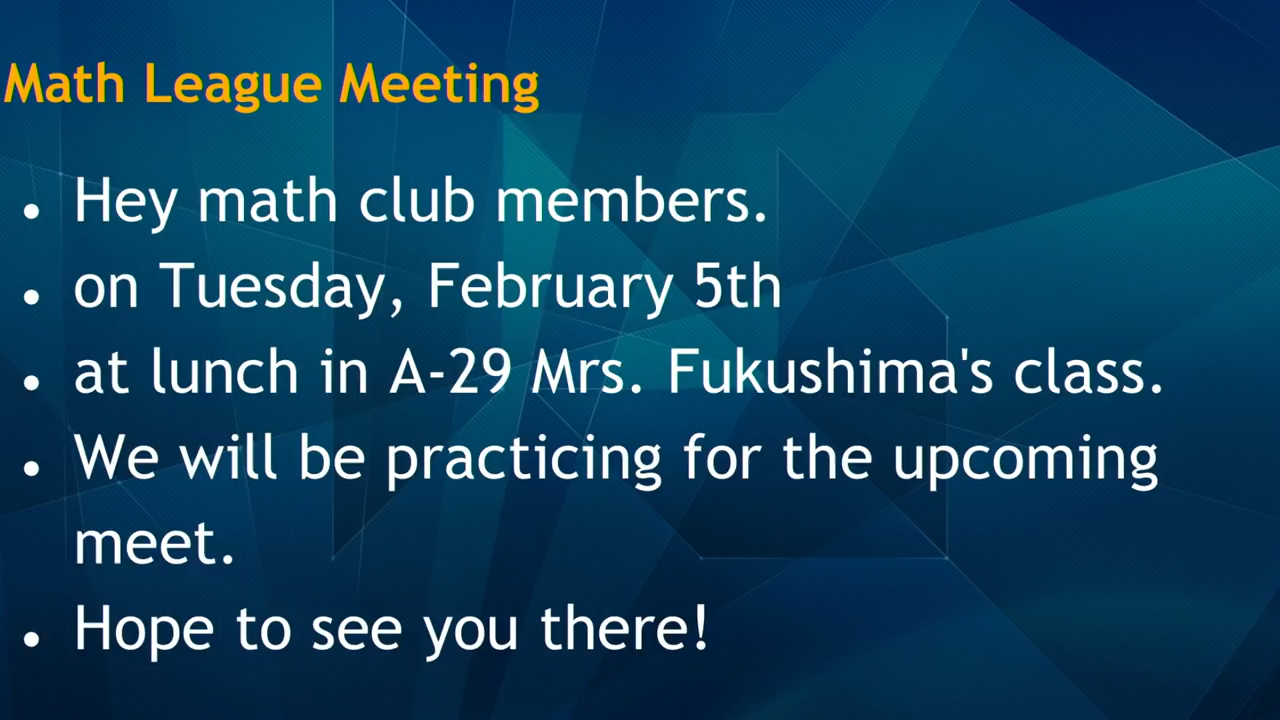 Math League Meeting
• Hey math club members.
• on Tuesday, February 5th
• at lunch in A-29 Mrs. Fukushima's class.
• We will be practicing for the upcoming
meet.
• Hope to see you there!